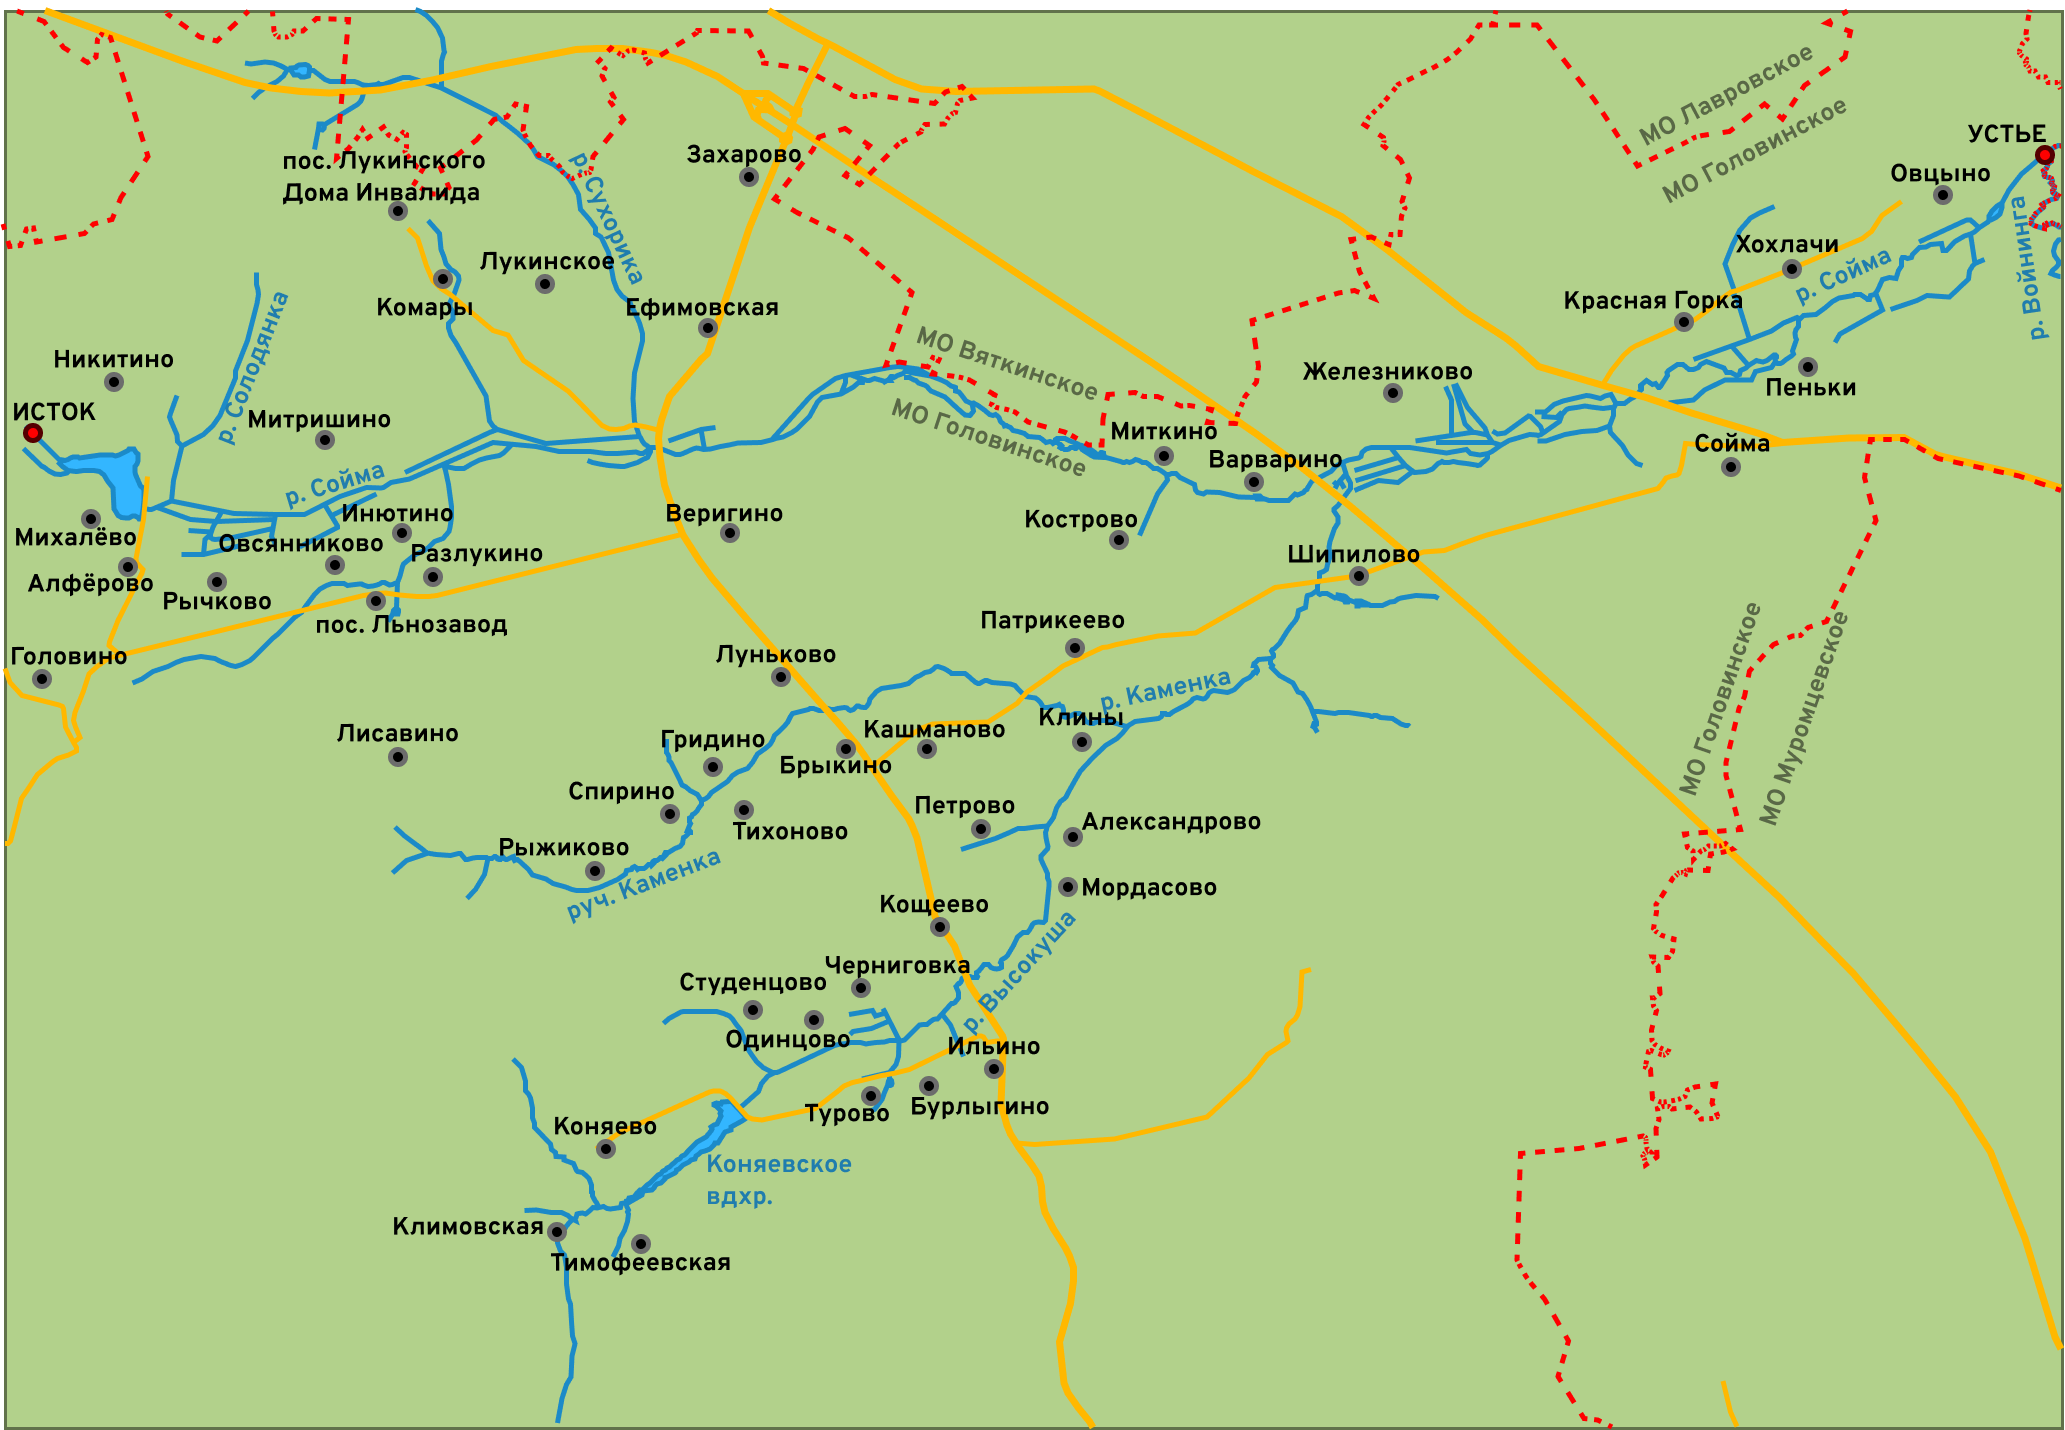 МО Лавровское
МО Головинское
УСТЬЕ
Овцыно
Захарово
пос. Лукинского
Дома Инвалида
р. Сухорика
р. Войнинга
Хохлачи
р. Сойма
Лукинское
Комары
Ефимовская
Красная Горка
р. Солодянка
МО Вяткинское
МО Головинское
Никитино
Железниково
Пеньки
ИСТОК
Митришино
Миткино
Варварино
Сойма
р. Сойма
Инютино
Веригино
Кострово
Михалёво
Овсянниково
Разлукино
Шипилово
Алфёрово
Рычково
пос. Льнозавод
Патрикеево
Головино
Луньково
МО Головинское
МО Муромцевское
р. Каменка
Клины
Лисавино
Гридино
Кашманово
Брыкино
Спирино
Тихоново
Петрово
Александрово
Рыжиково
руч. Каменка
Мордасово
Кощеево
р. Высокуша
Черниговка
Студенцово
Одинцово
Ильино
Турово
Бурлыгино
Коняево
Коняевское
вдхр.
Климовская
Тимофеевская